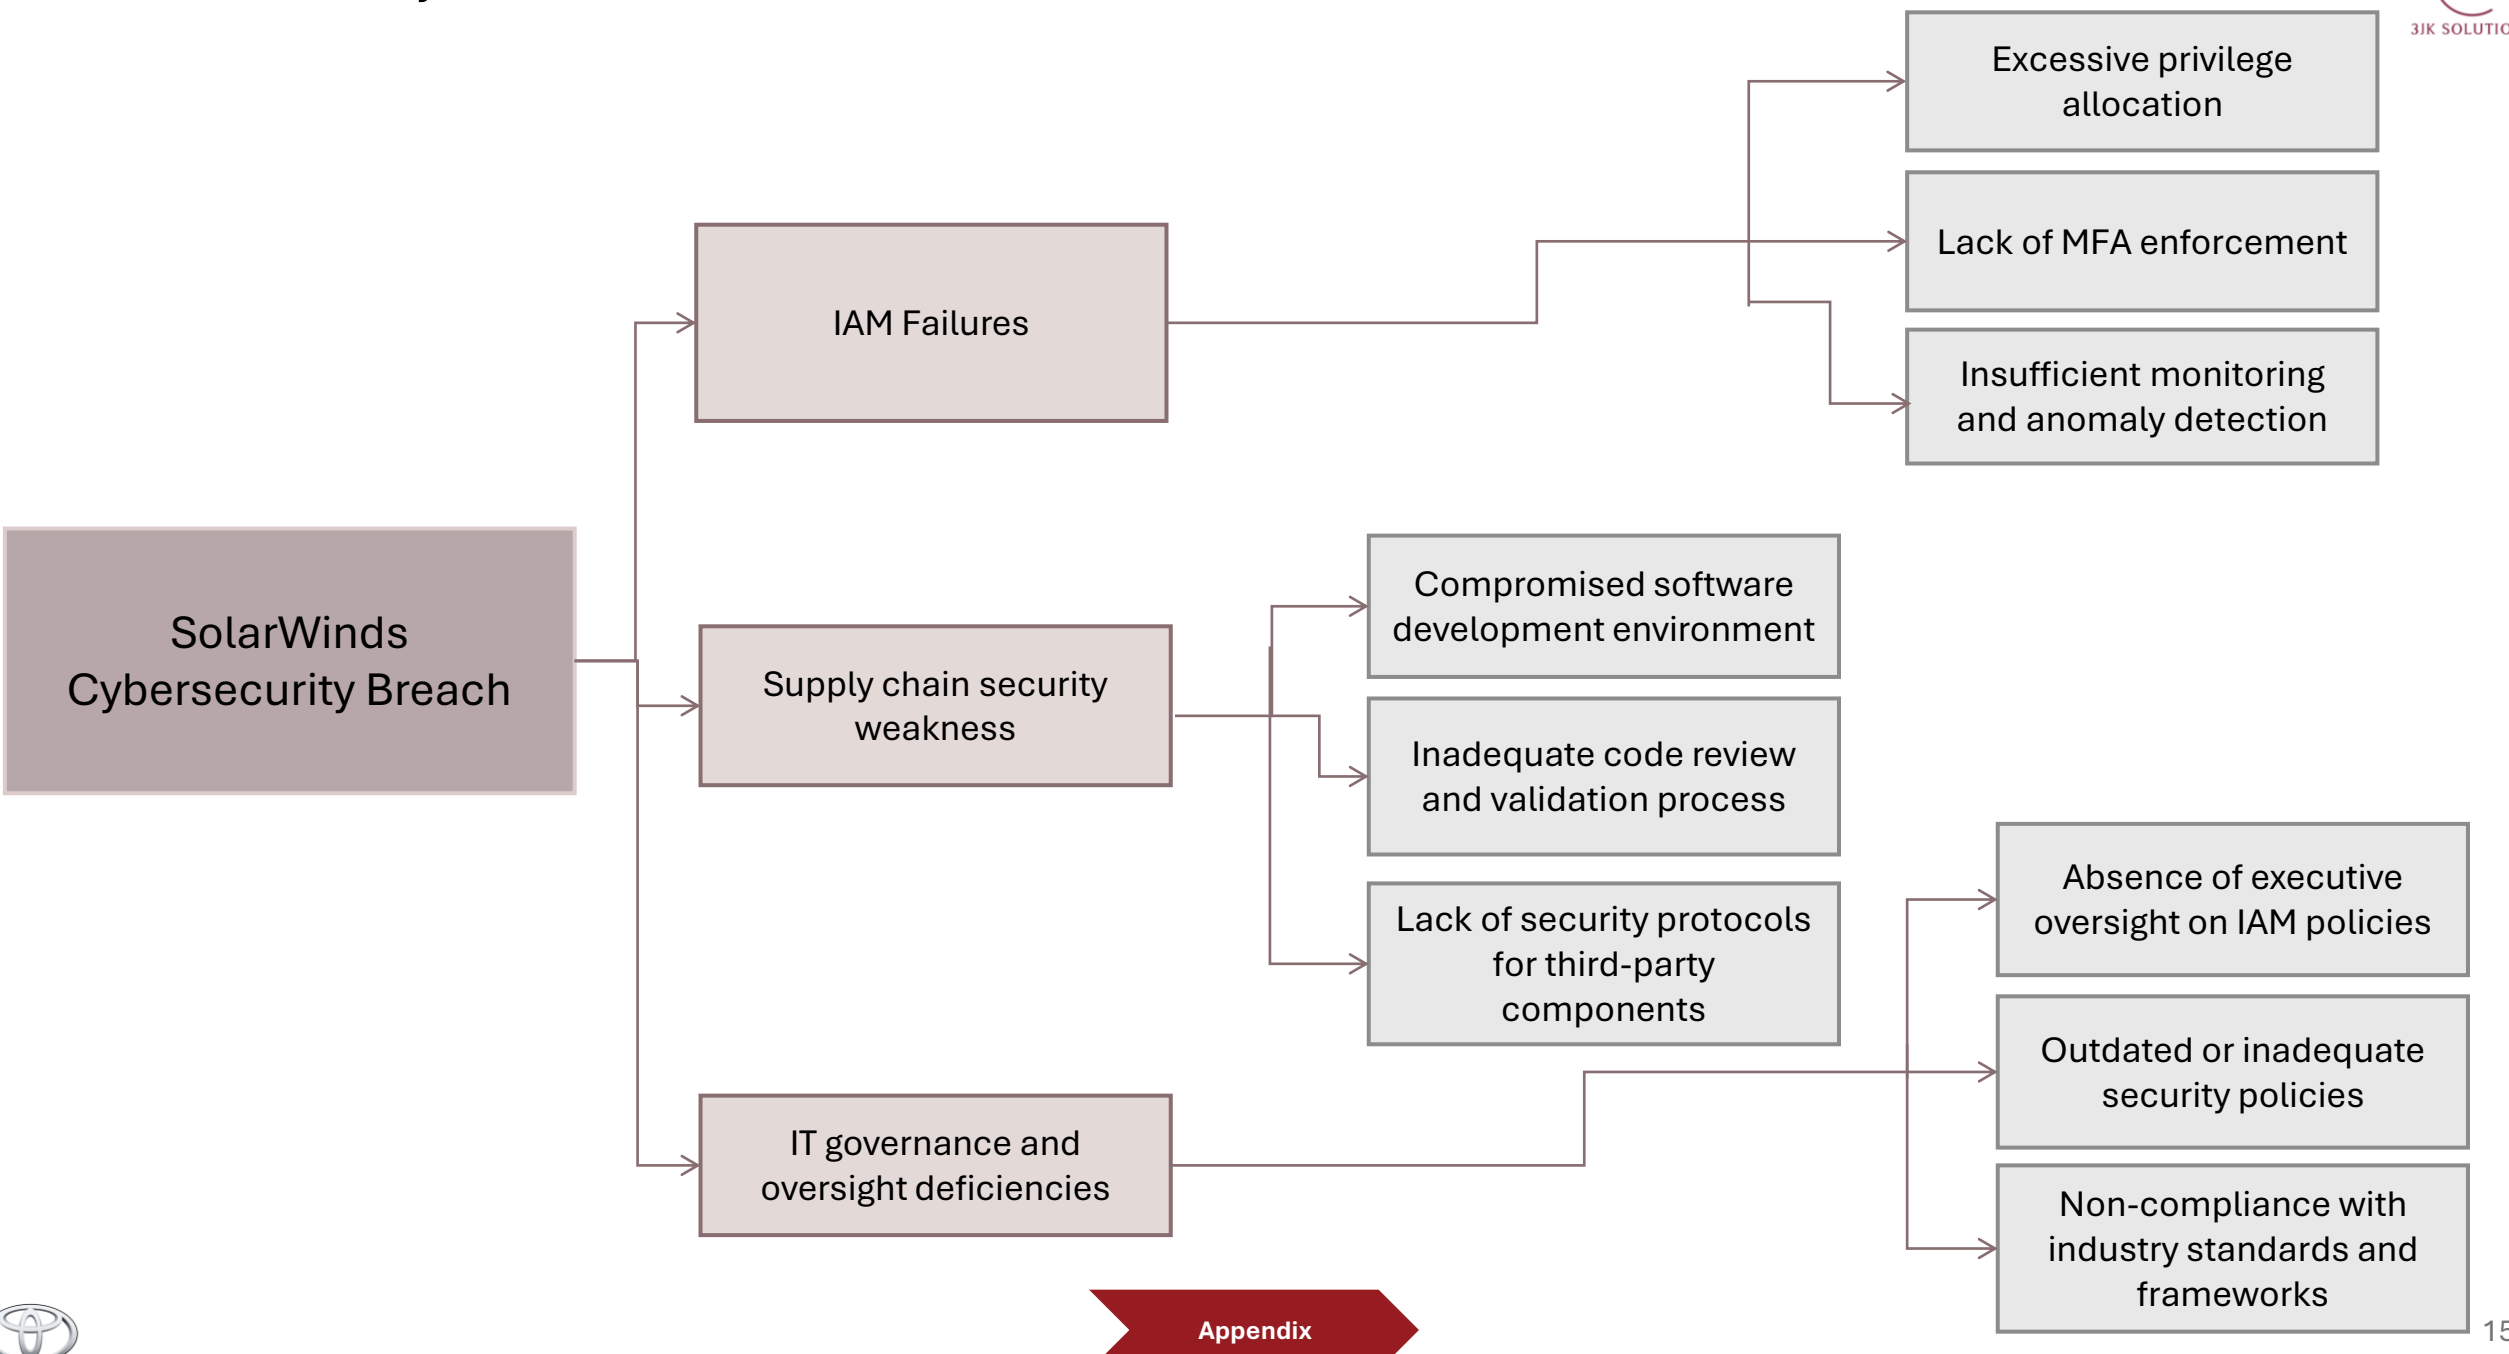 3JK SOLUTIO
Excessive privilege
allocation
Lack of MFA enforcement
Insufficient monitoring
and anomaly detection
IAM Failures
SolarWinds
Cybersecurity Breach
Supply chain security
weakness
Compromised software
development environment
Inadequate code review
and validation process
Lack of security protocols
for third-party
components
IT governance and
oversight deficiencies
Absence of executive
oversight on IAM policies
Outdated or inadequate
security policies
Non-compliance with
industry standards and
frameworks
Appendix
15